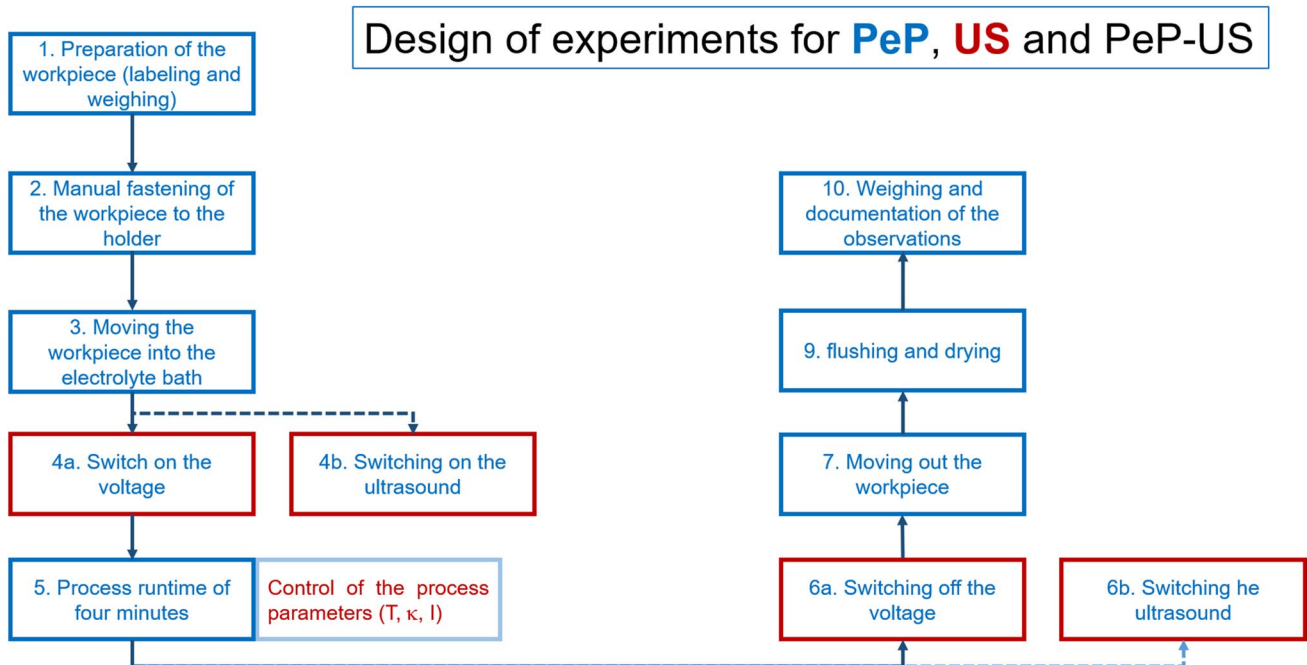 Design of experiments for PeP, US and PeP-US
1. Preparation of the
workpiece (labeling and
weighing)
2. Manual fastening of
the workpiece to the
holder
3. Moving the
workpiece into the
electrolyte bath
4a. Switch on the
voltage
4b. Switching on the
ultrasound
5. Process runtime of
four minutes
Control of the process
parameters (T, κ, I)
6a. Switching off the
voltage
6b. Switching he
ultrasound
7. Moving out the
workpiece
9. flushing and drying
10. Weighing and
documentation of the
observations